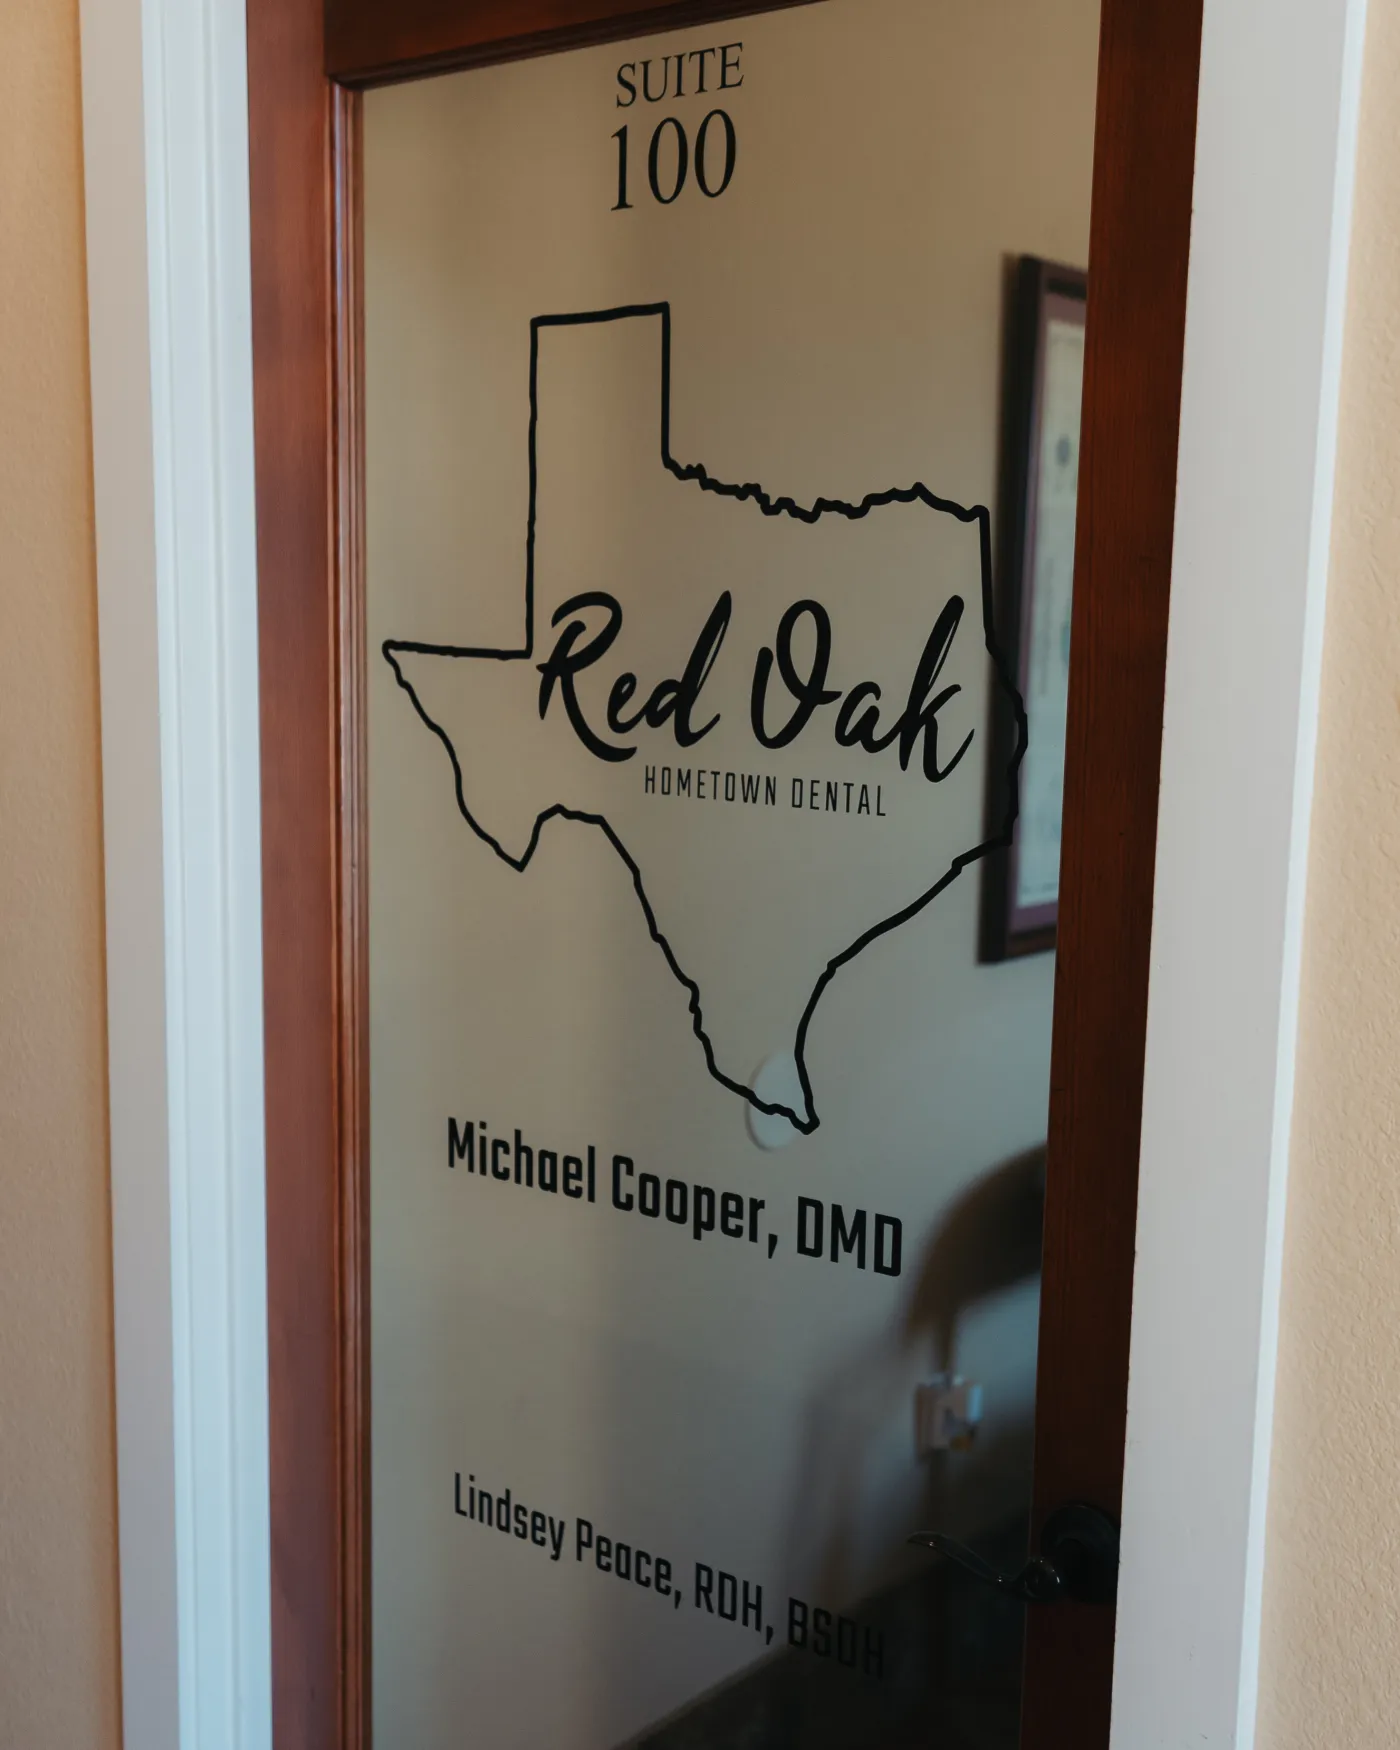 SUITE
100
Red Oak
HOMETOWN DENTAL
Michael Cooper, DMD
Lindsey Peace, RDH, BSDH